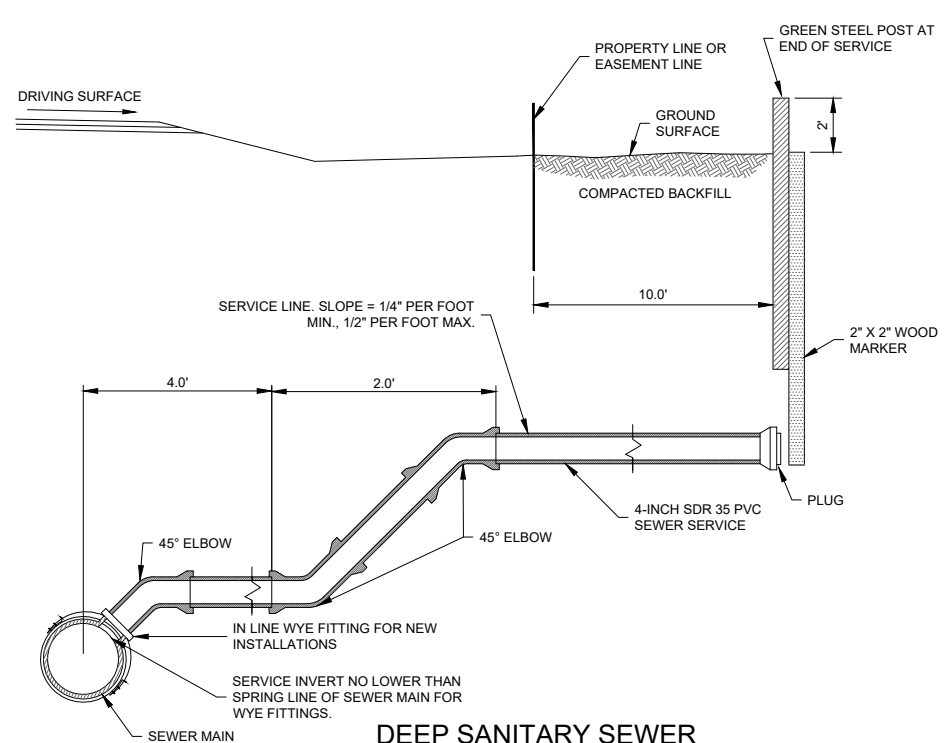 GREEN STEEL POST AT
END OF SERVICE
PROPERTY LINE OR
EASEMENT LINE
DRIVING SURFACE
GROUND
SURFACE
2'
COMPACTED BACKFILL
10.0'
SERVICE LINE. SLOPE = 1/4" PER FOOT
MIN., 1/2" PER FOOT MAX.
2" X 2" WOOD
MARKER
4.0'
2.0'
PLUG
4-INCH SDR 35 PVC
SEWER SERVICE
45° ELBOW
45° ELBOW
IN LINE WYE FITTING FOR NEW
INSTALLATIONS
SERVICE INVERT NO LOWER THAN
SPRING LINE OF SEWER MAIN FOR
WYE FITTINGS.
SEWER MAIN
DEEP SANITARY SEWER